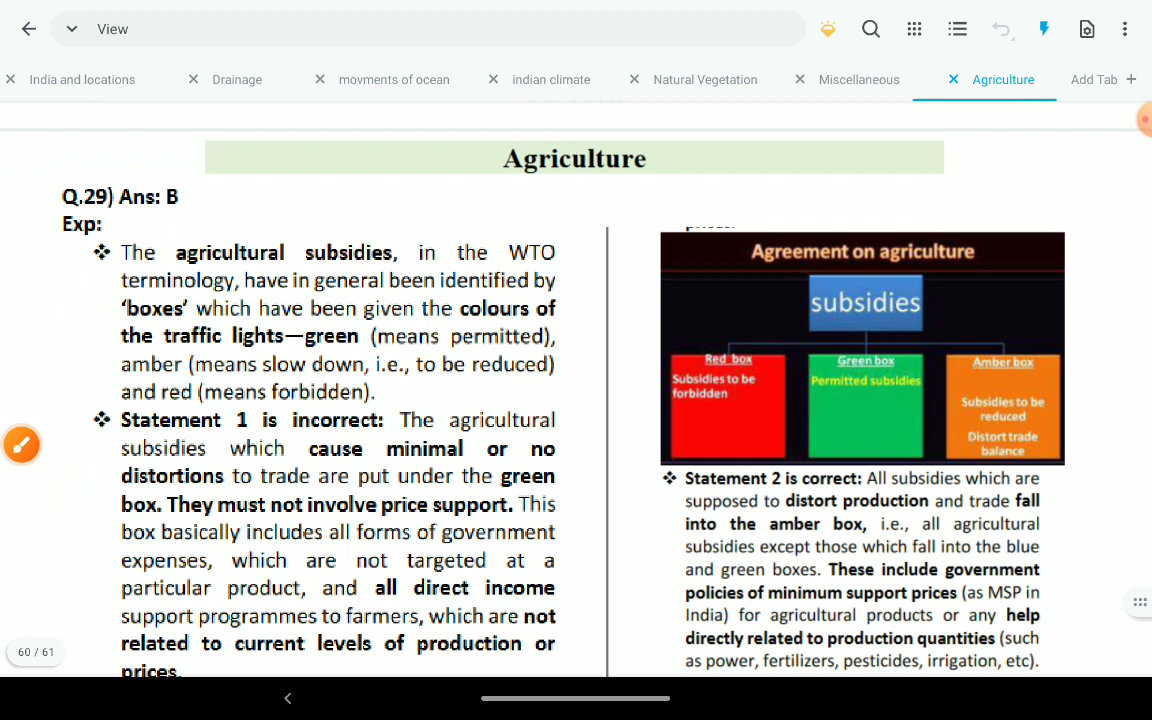 View
India and locations
Drainage
movments of ocean
indian climate
Natural Vegetation
Miscellaneous
Agriculture
Add Tab +
Agriculture
Q.29) Ans: B
Exp:
❖ The agricultural subsidies, in the WTO
terminology, have in general been identified by
‘boxes’ which have been given the colours of
the traffic lights—green (means permitted),
amber (means slow down, i.e., to be reduced)
and red (means forbidden).
❖ Statement 1 is incorrect: The agricultural
subsidies which cause minimal or no
distortions to trade are put under the green
box. They must not involve price support. This
box basically includes all forms of government
expenses, which are not targeted at a
particular product, and all direct income
support programmes to farmers, which are not
related to current levels of production or
prices.
Agreement on agriculture
subsidies
Red box
Subsidies to be
forbidden
Green box
Permitted subsidies
Amber box
Subsidies to be
reduced
Distort trade
balance
❖ Statement 2 is correct: All subsidies which are
supposed to distort production and trade fall
into the amber box, i.e., all agricultural
subsidies except those which fall into the blue
and green boxes. These include government
policies of minimum support prices (as MSP in
India) for agricultural products or any help
directly related to production quantities (such
as power, fertilizers, pesticides, irrigation, etc).
60 / 61